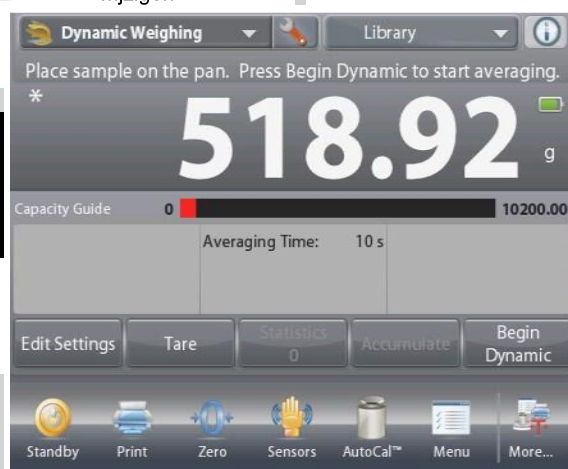 Dynamic Weighing
Library
Place sample on the pan. Press Begin Dynamic to start averaging.
*
518.92
g
Capacity Guide 0 10200.00
Averaging Time: 10 s
Edit Settings
Tare
Statistics
0
Accumulate
Begin
Dynamic
Standby
Print
Zero
Sensors
AutoCal™
Menu
More...